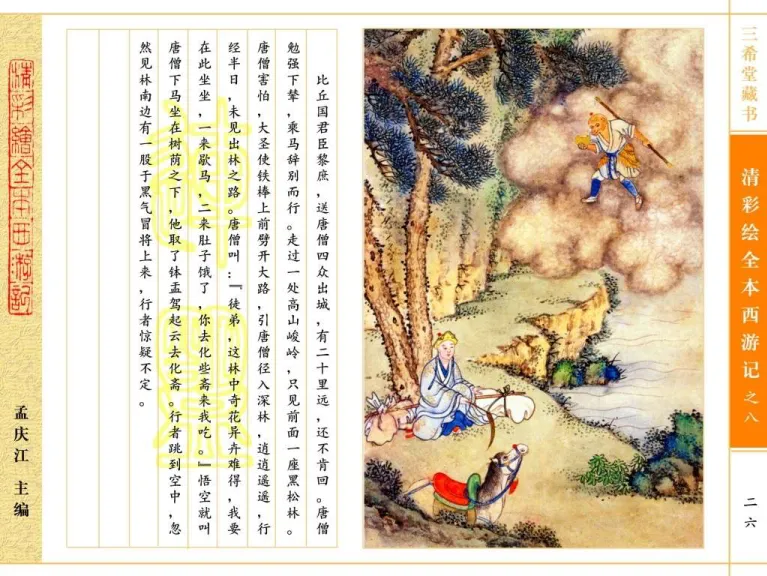 三希堂藏书
清彩绘全本西游记之八
二六
比丘国君臣黎庶，送唐僧四众出城，有二十里远，还不肯回。唐僧
勉强下辇，乘马辞别而行。走过一处高山峻岭，只见前面一座黑松林。
唐僧害怕，大圣使铁棒上前劈开大路，引唐僧径入深林，逍逍遥遥，行
经半日，未见出林之路。唐僧叫：『徒弟，这林中奇花异卉难得，我要
在此坐坐，一来歇马，二来肚子饿了，你去化些斋来我吃。』悟空就叫
唐僧下马坐在树荫之下，他取了钵盂驾起云去化斋。行者跳到空中，忽
然见林南边有一股于黑气冒将上来，行者惊疑不定。
清彩绘全本西游记
孟庆江 主编